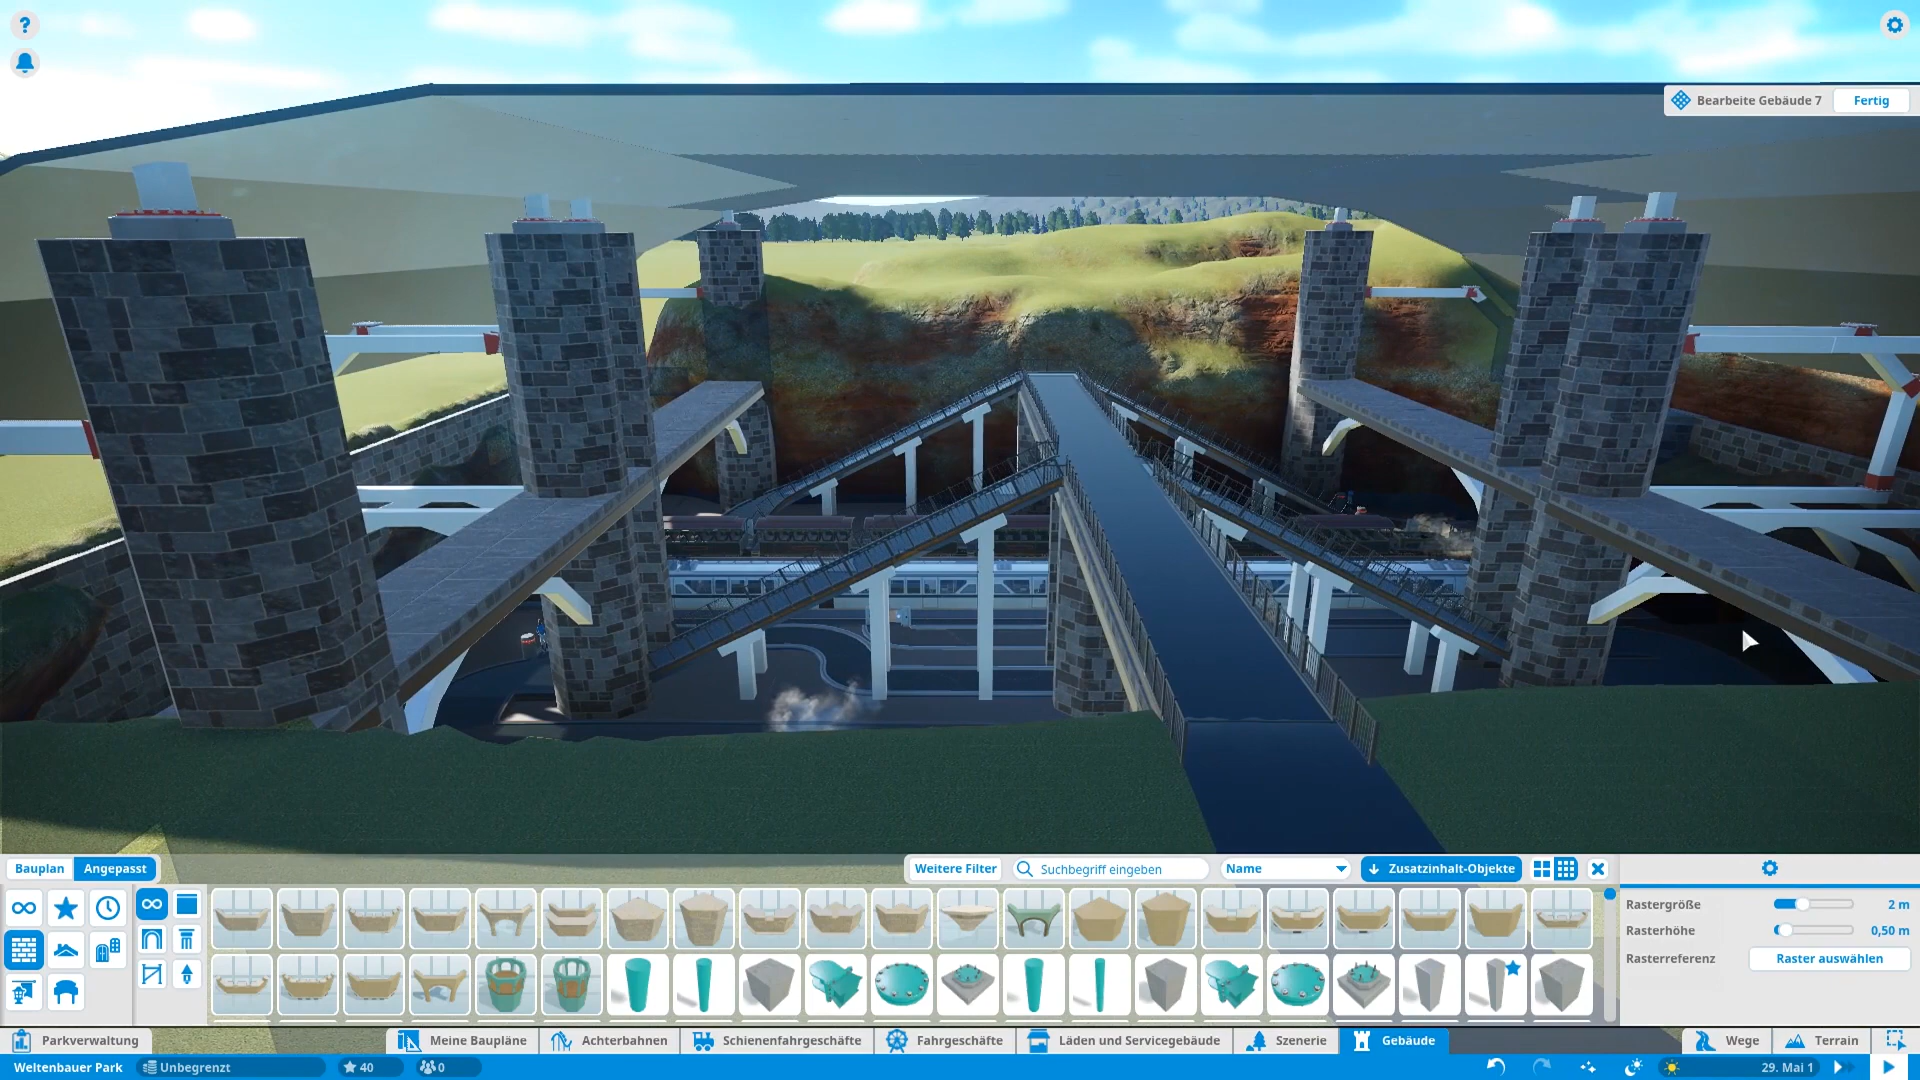 ?
Bearbeite Gebäude 7 Fertig
Bauplan Angepasst
Weitere Filter Suchbegriff eingeben Name Zusatzinhalt-Objekte
Rastergröße 2 m
Rasterhöhe 0,50 m
Rasterreferenz Raster auswählen
Parkverwaltung Meine Baupläne Achterbahnen Schienenfahrgeschäfte Fahrgeschäfte Läden und Servicegebäude Szenerie Gebäude Wege Terrain
Weltenbauer Park Unbegrenzt 40 0 29. Mai 1